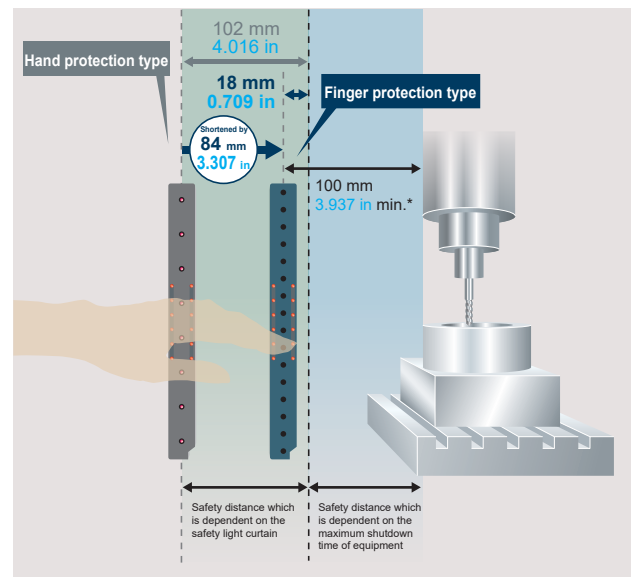 102 mm
4.016 in
Hand protection type
18 mm
0.709 in
Finger protection type
Shortened by
84 mm
3.307 in
100 mm
3.937 in min.*
Safety distance which
is dependent on the
safety light curtain
Safety distance which
is dependent on the
maximum shutdown
time of equipment